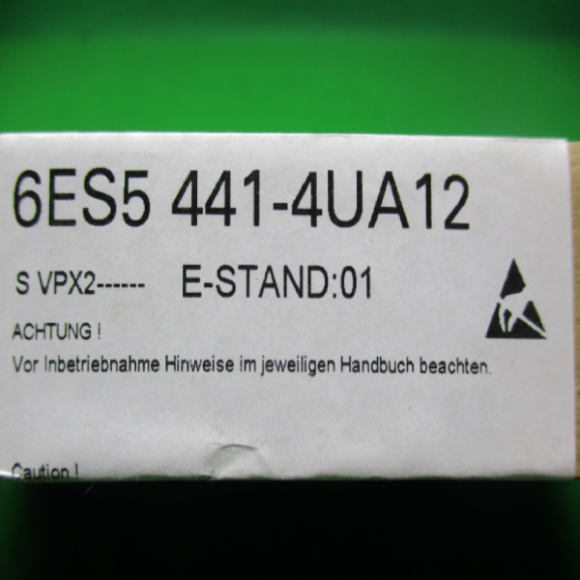 6ES5 441-4UA12
S VPX2------ E-STAND:01
ACHTUNG !
Vor Inbetriebnahme Hinweise im jeweiligen Handbuch beachten.
Caution !